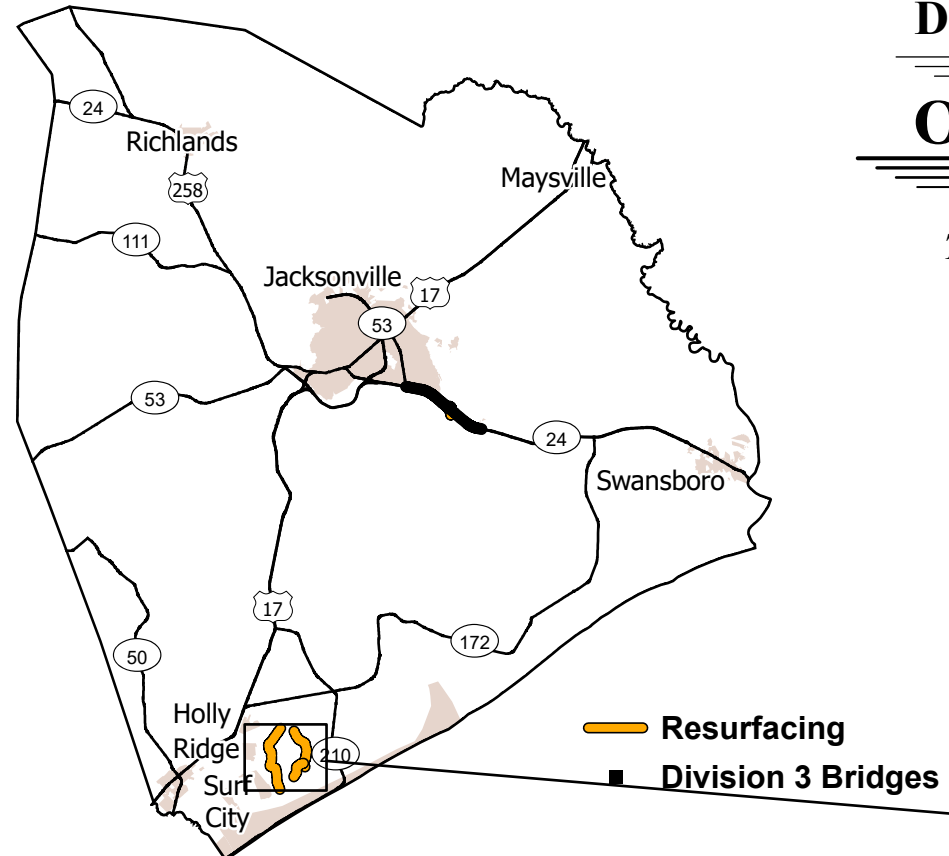 D
O
24
Richlands
258
Maysville
111
Jacksonville
17
53
53
24
Swansboro
17
172
50
Holly
Ridge
210
Surf
City
Resurfacing
Division 3 Bridges